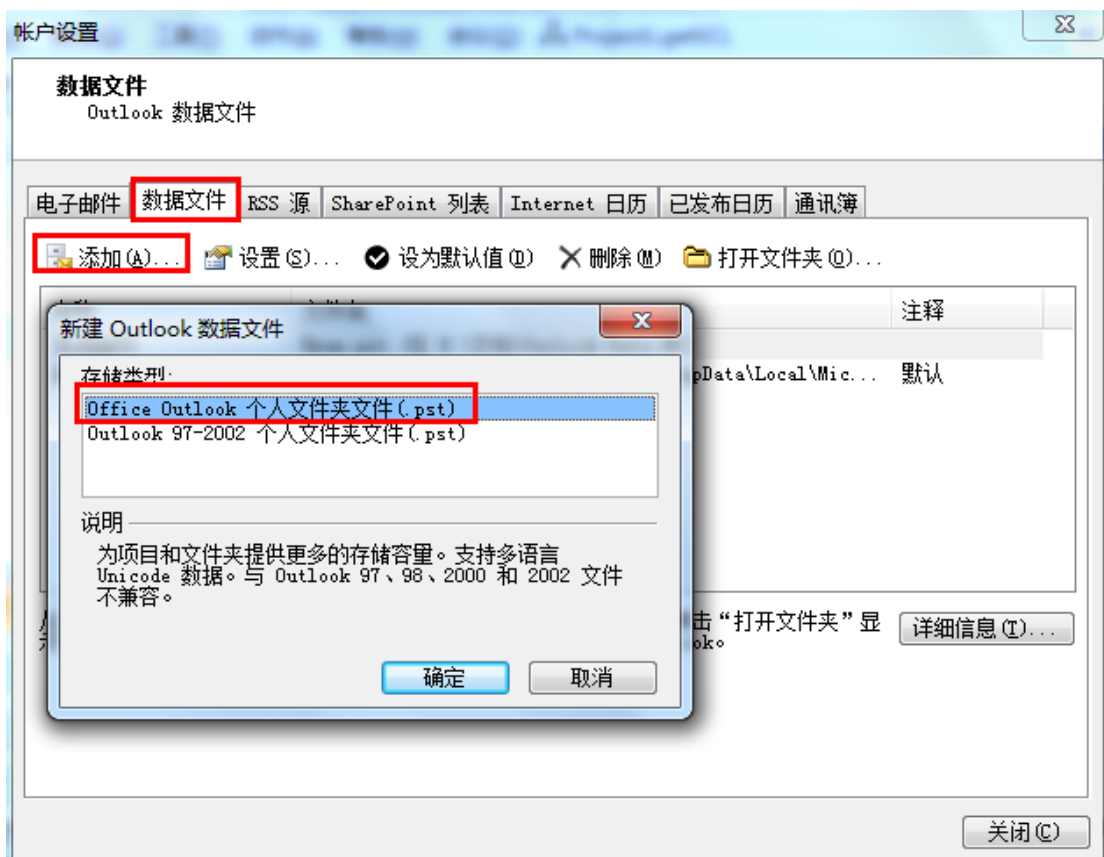 帐户设置
数据文件
Outlook 数据文件
电子邮件 数据文件 RSS 源 SharePoint 列表 Internet 日历 已发布日历 通讯簿
添加(A)... 设置(S)... 设为默认值(D) 删除(M) 打开文件夹(O)...
注释
新建 Outlook 数据文件
存储类型:
pData\Local\Mic... 默认
Office Outlook 个人文件夹文件(.pst)
Outlook 97-2002 个人文件夹文件(.pst)
说明
为项目和文件夹提供更多的存储容量。支持多语言
Unicode 数据。与 Outlook 97、98、2000 和 2002 文件
不兼容。
击“打开文件夹”显
ok。
详细信息(T)...
确定 取消
关闭(C)